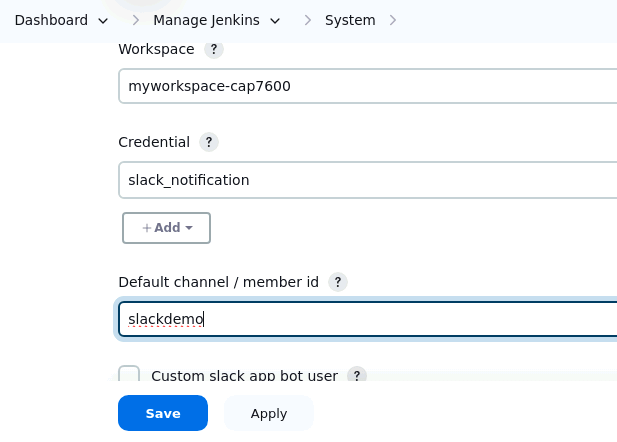 Dashboard Manage Jenkins System
Workspace ?
myworkspace-cap7600
Credential ?
slack_notification
+Add
Default channel / member id ?
slackdemo
Custom slack app bot user ?
Save Apply